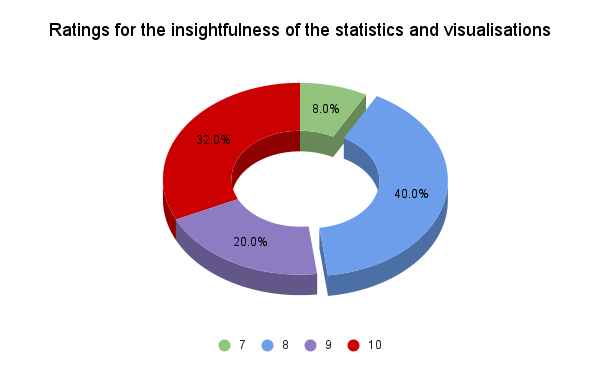 Ratings for the insightfulness of the statistics and visualisations
8.0%
32.0%
40.0%
20.0%
7 8 9 10